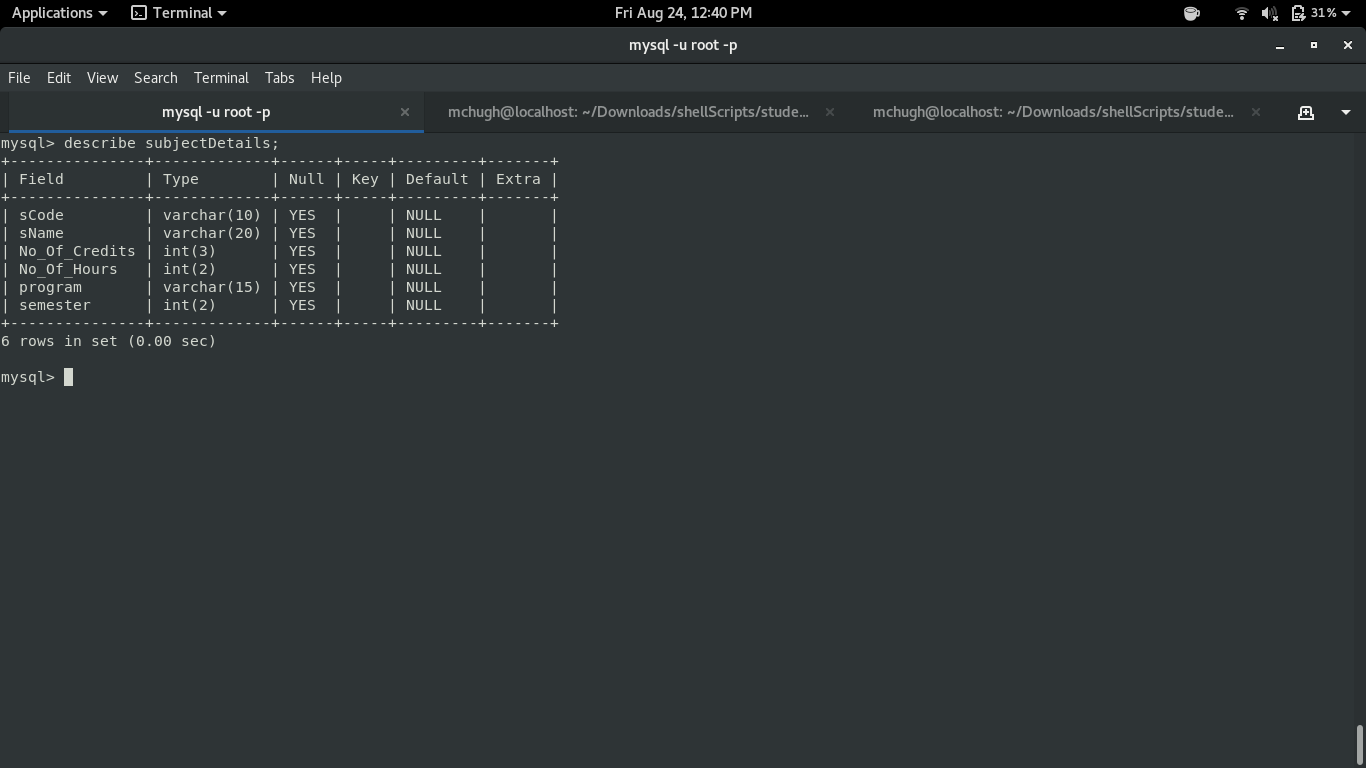 Applications Terminal Fri Aug 24, 12:40 PM 31%
mysql -u root -p
File Edit View Search Terminal Tabs Help
mysql -u root -p mchugh@localhost: ~/Downloads/shellScripts/stude... mchugh@localhost: ~/Downloads/shellScripts/stude...
mysql> describe subjectDetails;
+---------------+-------------+------+-----+---------+-------+
| Field         | Type        | Null | Key | Default | Extra |
+---------------+-------------+------+-----+---------+-------+
| sCode         | varchar(10) | YES  |     | NULL    |       |
| sName         | varchar(20) | YES  |     | NULL    |       |
| No_Of_Credits | int(3)      | YES  |     | NULL    |       |
| No_Of_Hours   | int(2)      | YES  |     | NULL    |       |
| program       | varchar(15) | YES  |     | NULL    |       |
| semester      | int(2)      | YES  |     | NULL    |       |
+---------------+-------------+------+-----+---------+-------+
6 rows in set (0.00 sec)
mysql>